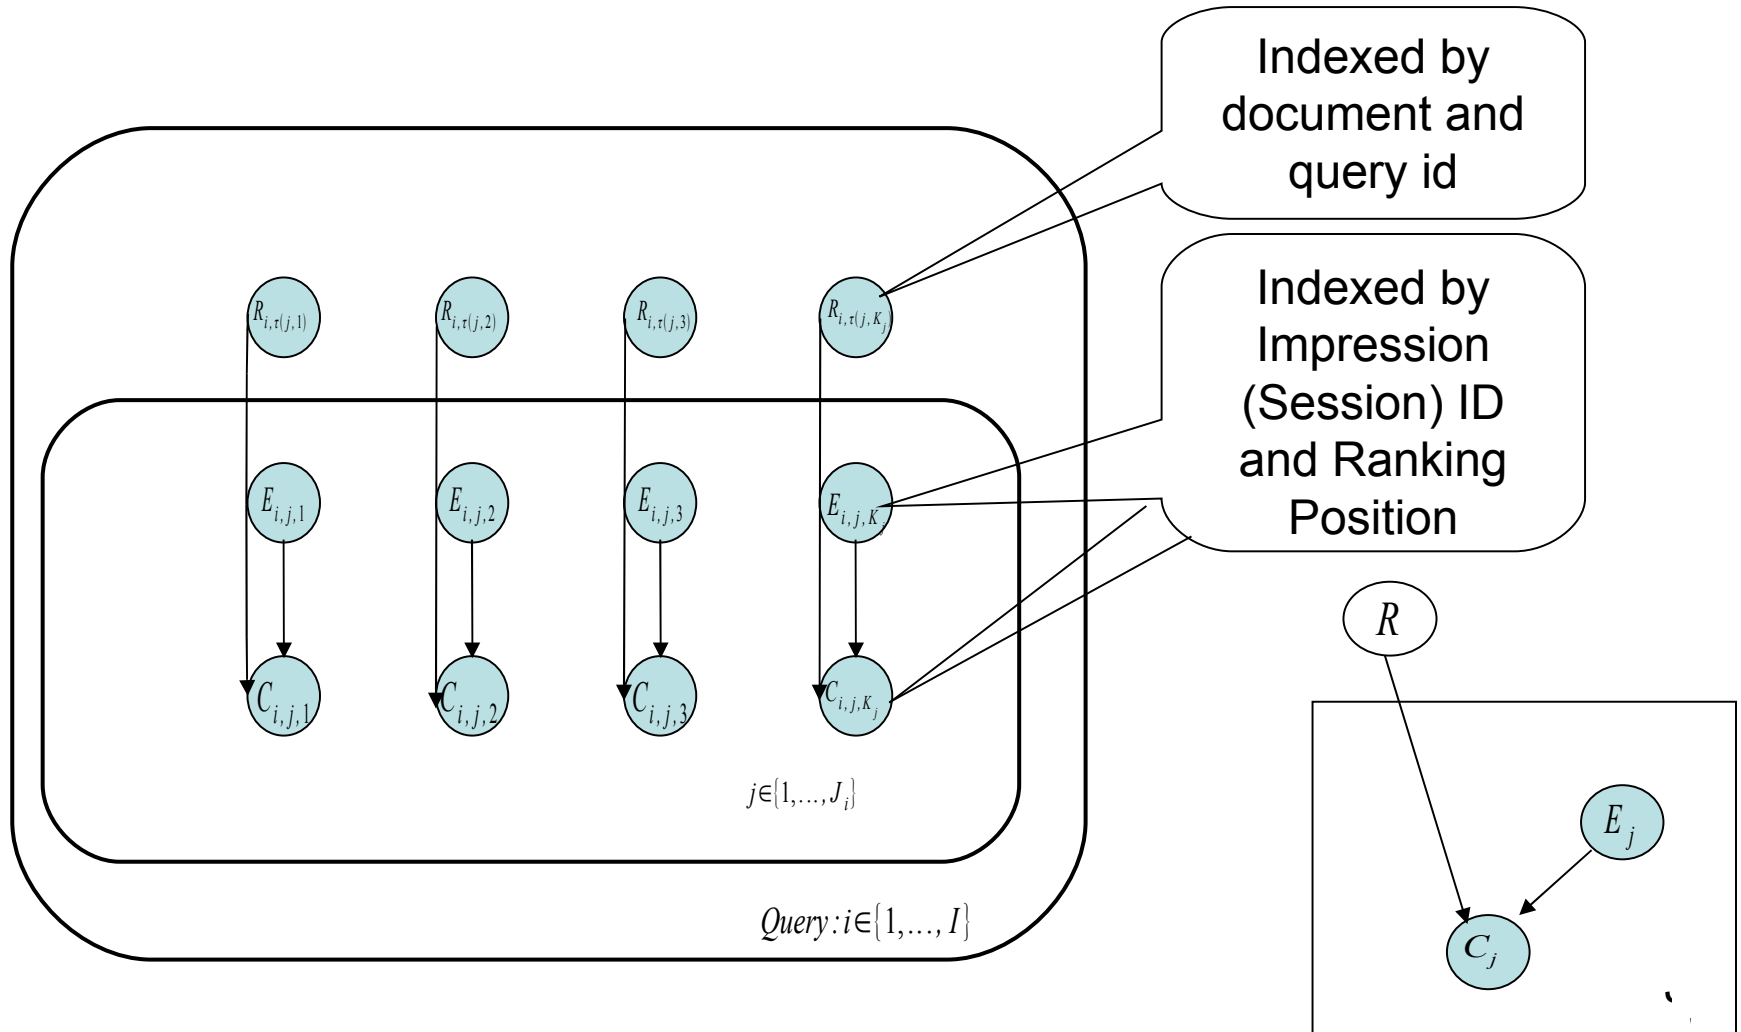 Indexed by
document and
query id
Indexed by
Impression
(Session) ID
and Ranking
Position
R_{i,τ(j,1)} R_{i,τ(j,2)} R_{i,τ(j,3)} R_{i,τ(j,K_j)}
E_{i,j,1} E_{i,j,2} E_{i,j,3} E_{i,j,K_j}
C_{i,j,1} C_{i,j,2} C_{i,j,3} C_{i,j,K_j}
j∈{1,...,J_i}
Query:i∈{1,...,I}
R
E_j
C_j